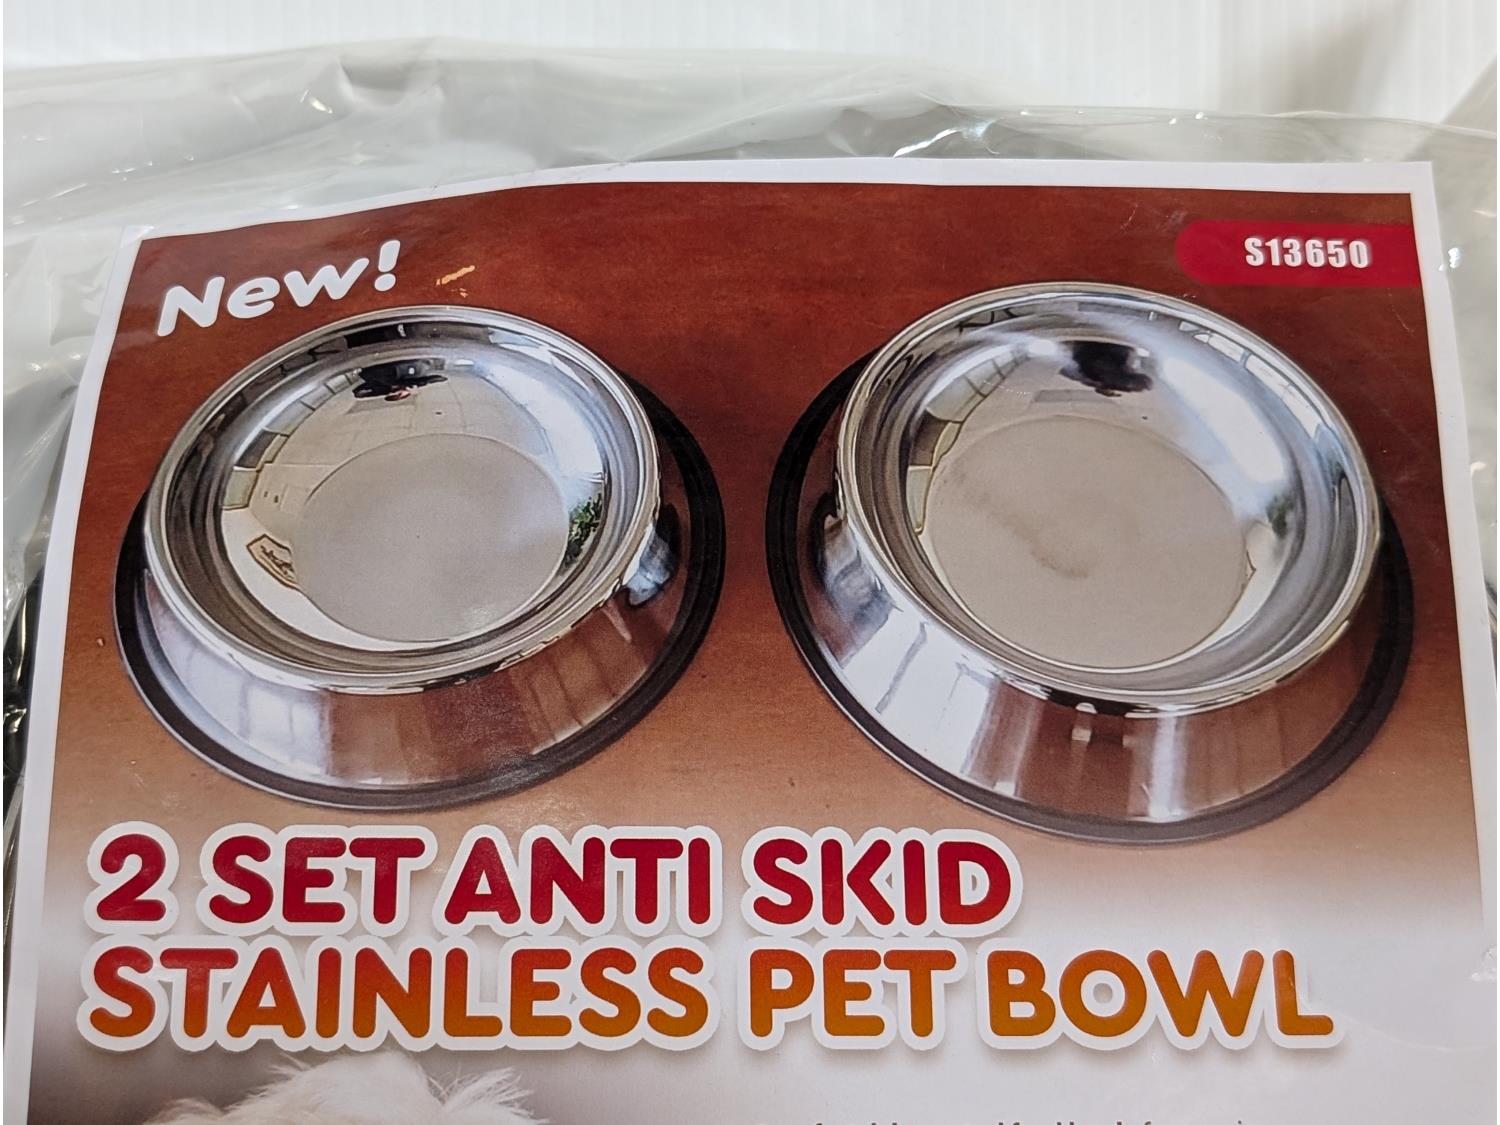 New!
S13650
2 SET ANTI SKID
STAINLESS PET BOWL